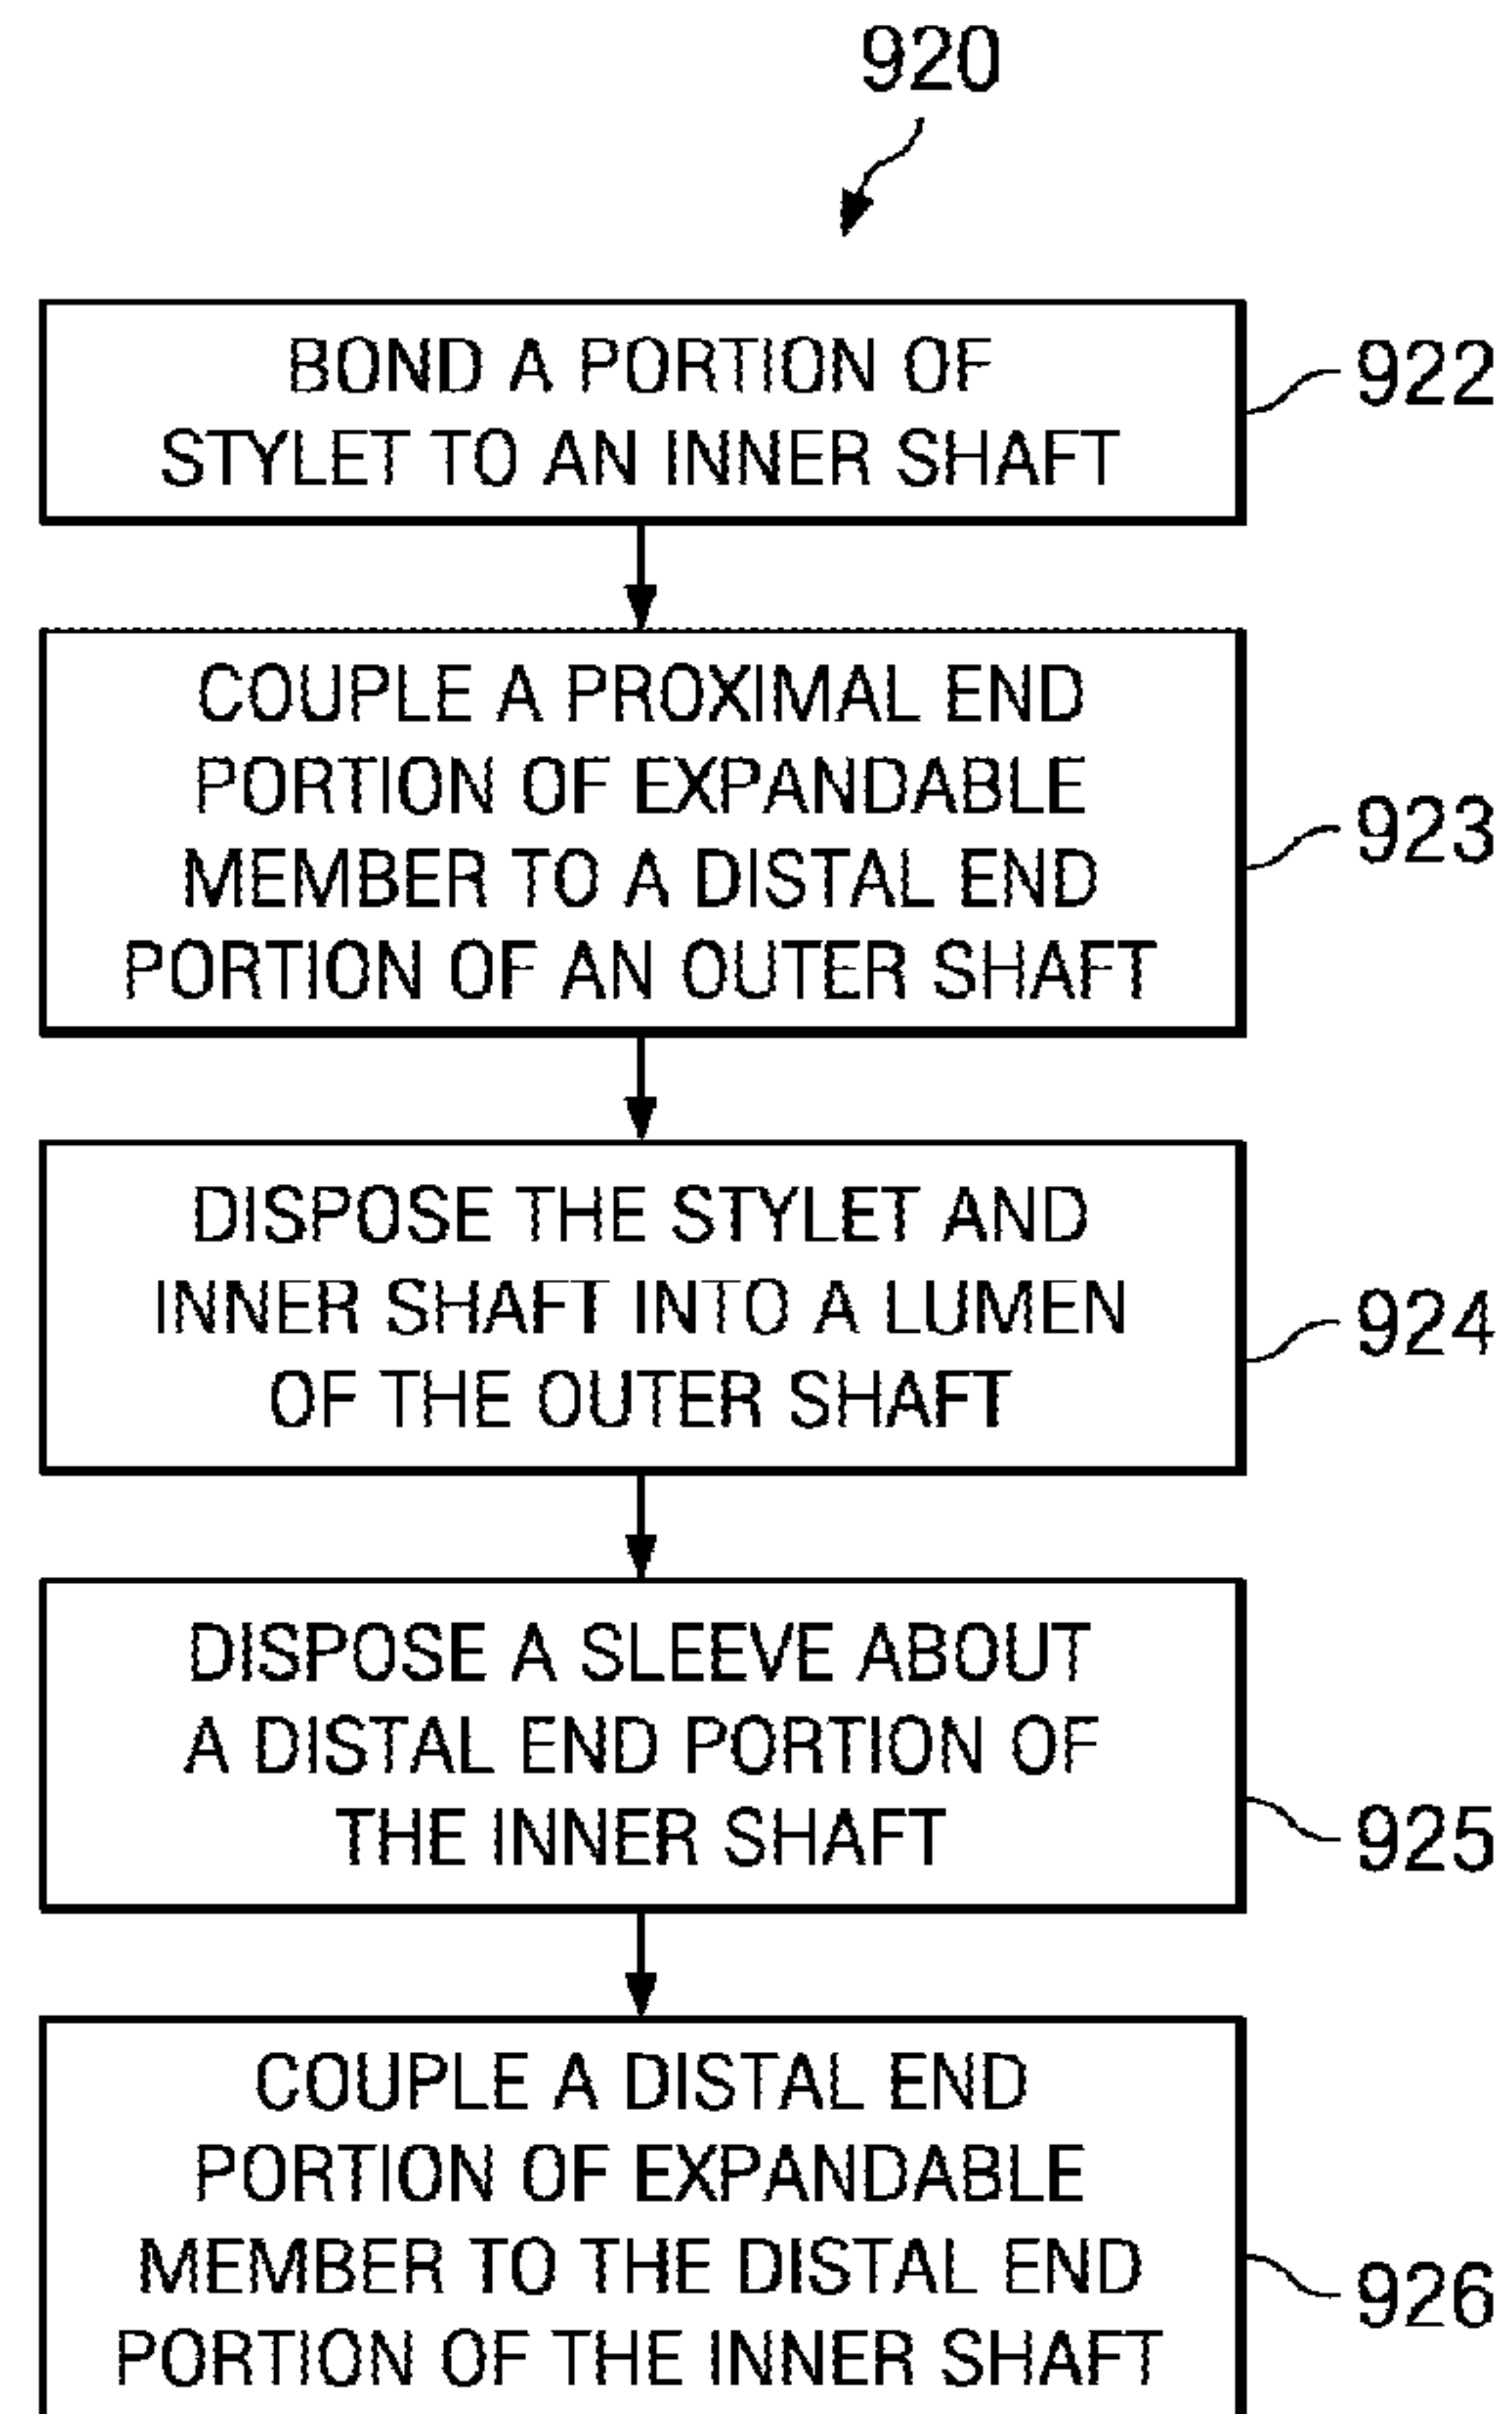 920
BOND A PORTION OF
STYLET TO AN INNER SHAFT
922
COUPLE A PROXIMAL END
PORTION OF EXPANDABLE
MEMBER TO A DISTAL END
PORTION OF AN OUTER SHAFT
923
DISPOSE THE STYLET AND
INNER SHAFT INTO A LUMEN
OF THE OUTER SHAFT
924
DISPOSE A SLEEVE ABOUT
A DISTAL END PORTION OF
THE INNER SHAFT
925
COUPLE A DISTAL END
PORTION OF EXPANDABLE
MEMBER TO THE DISTAL END
PORTION OF THE INNER SHAFT
926